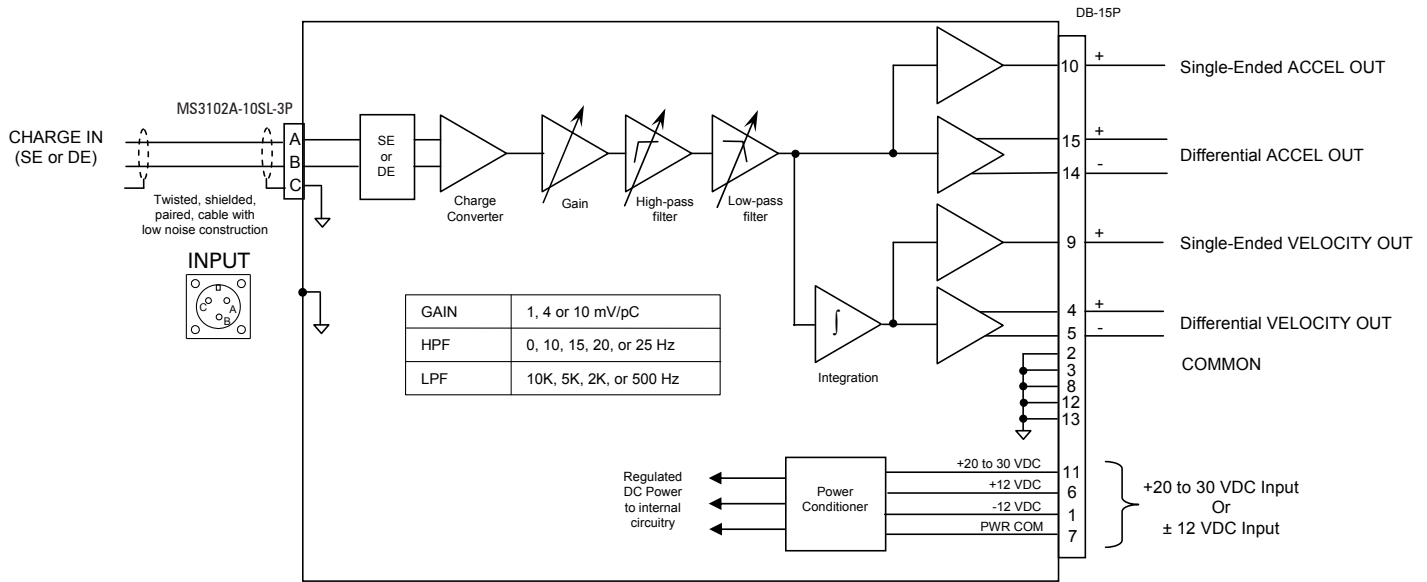 DB-15P
10
+
Single-Ended ACCEL OUT
MS3102A-10SL-3P
CHARGE IN
(SE or DE)
A
B
C
SE
or
DE
15
+
14
-
Differential ACCEL OUT
Twisted, shielded,
paired, cable with
low noise construction
Charge
Converter
Gain
High-pass
filter
Low-pass
filter
9
+
Single-Ended VELOCITY OUT
INPUT
C
A
B
GAIN 1, 4 or 10 mV/pC
HPF 0, 10, 15, 20, or 25 Hz
LPF 10K, 5K, 2K, or 500 Hz
∫
Integration
4
+
5
-
Differential VELOCITY OUT
2
3
8
12
13
COMMON
Regulated
DC Power
to internal
circuitry
Power
Conditioner
+20 to 30 VDC 11
+12 VDC 6
-12 VDC 1
PWR COM 7
+20 to 30 VDC Input
Or
± 12 VDC Input